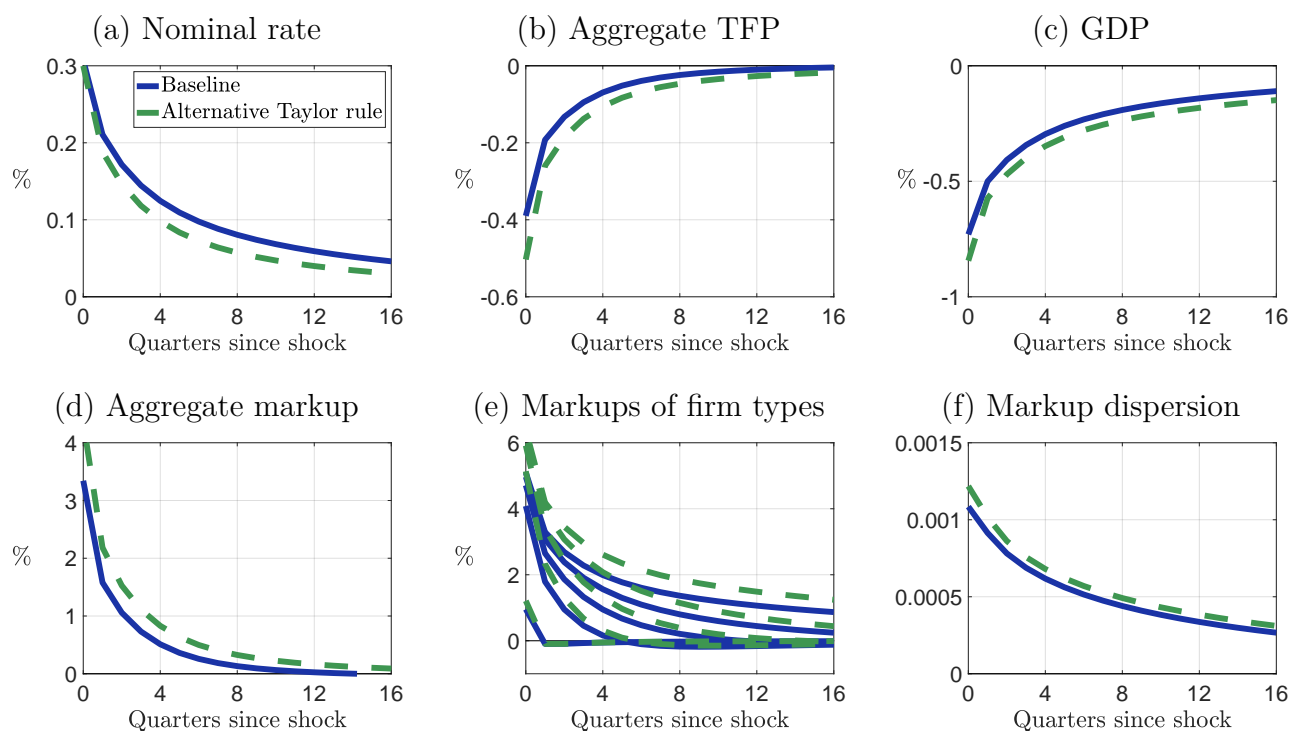 (a) Nominal rate
0.3
0.2
%
0.1
0
0 4 8 12 16
Quarters since shock
Baseline
Alternative Taylor rule
(b) Aggregate TFP
0
-0.2
%
-0.4
-0.6
0 4 8 12 16
Quarters since shock
(c) GDP
0
% -0.5
-1
0 4 8 12 16
Quarters since shock
(d) Aggregate markup
4
3
%
2
1
0
0 4 8 12 16
Quarters since shock
(e) Markups of firm types
6
4
%
2
0
0 4 8 12 16
Quarters since shock
(f) Markup dispersion
0.0015
0.001
0.0005
0
0 4 8 12 16
Quarters since shock